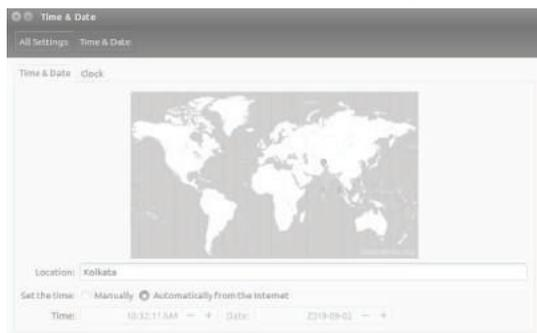 Time & Date
All Settings Time & Date
Time & Date Clock
Location: Kolkata
Set the time: Manually Automatically from the Internet
Time: 10:32:11 AM − + Date: 2019-09-02 − +